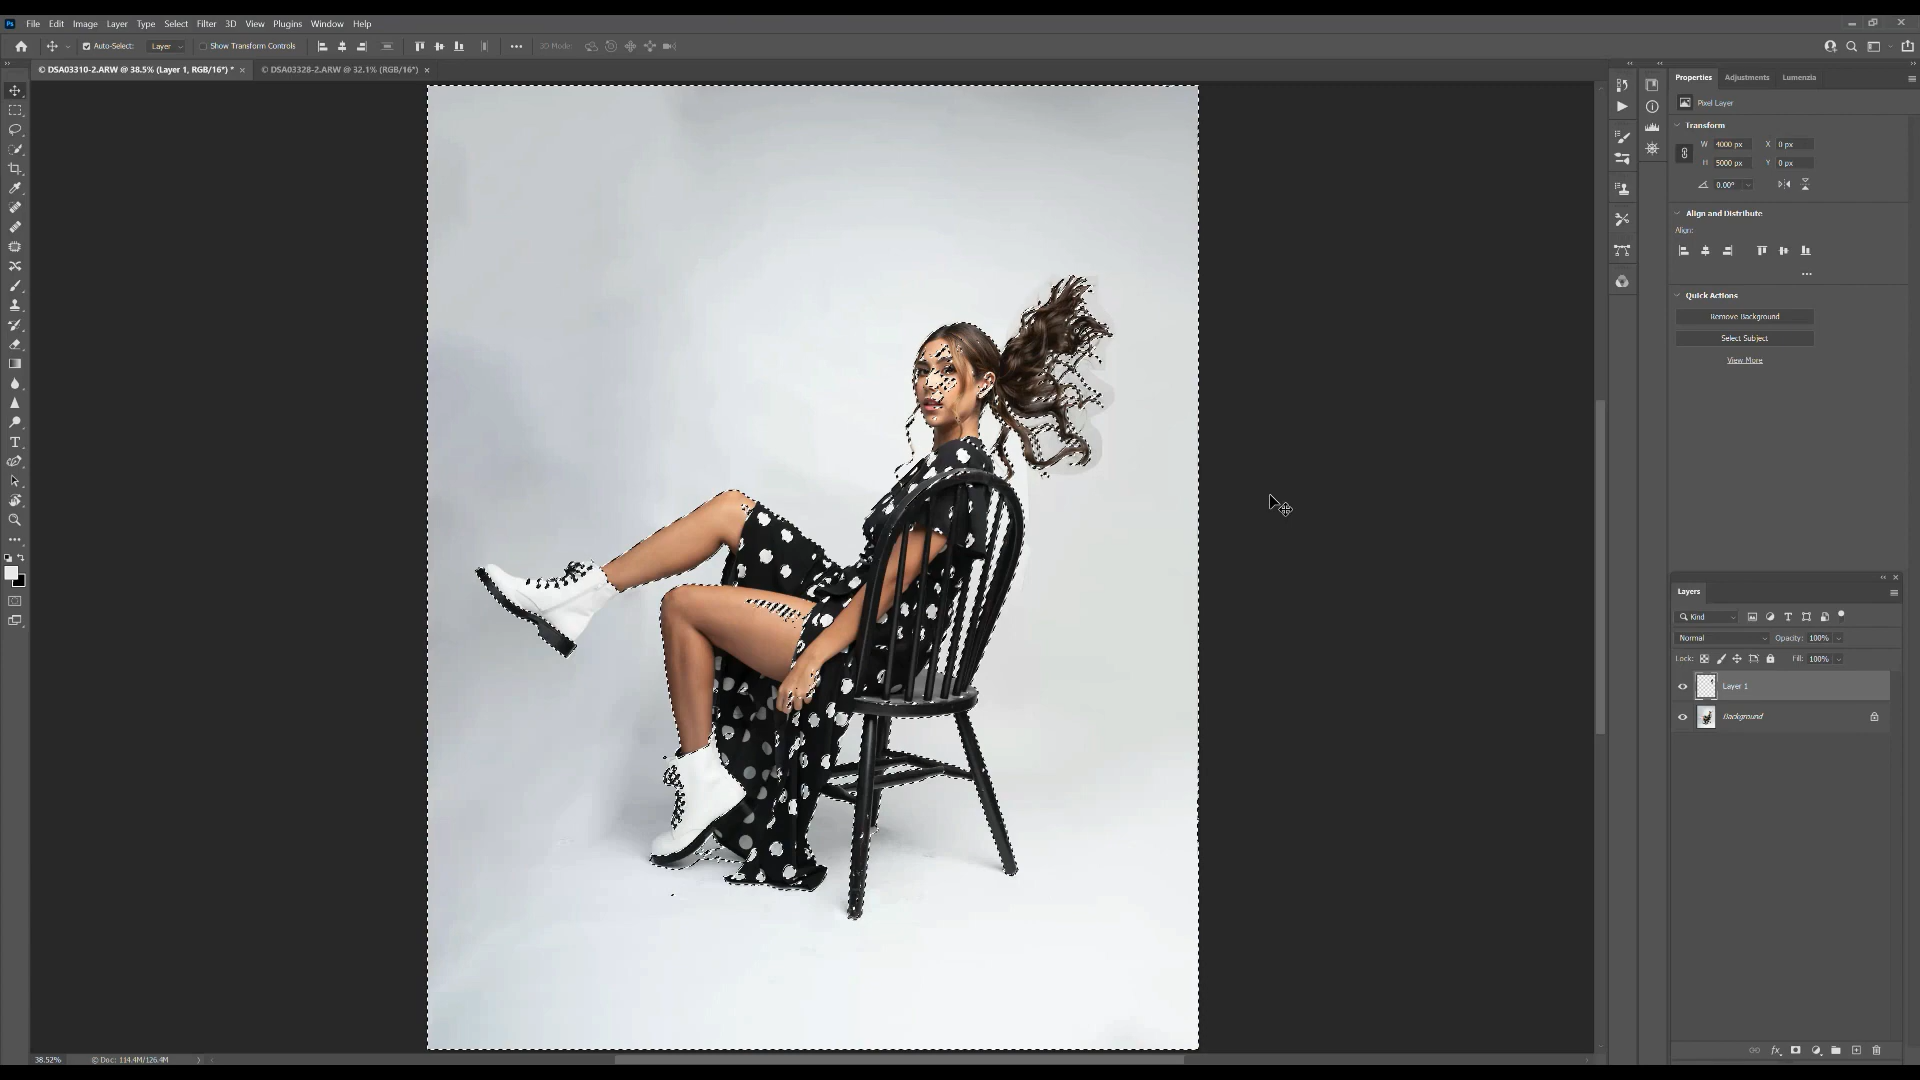 Ps File Edit Image Layer Type Select Filter 3D View Plugins Window Help
Auto-Select: Layer Show Transform Controls 3D Mode:
© DSA03310-2.ARW @ 38.5% (Layer 1, RGB/16*) * × © DSA03328-2.ARW @ 32.1% (RGB/16*) ×
Properties Adjustments Lumenzia
Pixel Layer
Transform
W 4000 px X 0 px
H 5000 px Y 0 px
0.00°
Align and Distribute
Align:
Quick Actions
Remove Background
Select Subject
View More
Layers
Kind
Normal Opacity: 100%
Lock: Fill: 100%
Layer 1
Background
fx
38.52% © Doc: 114.4M/126.4M